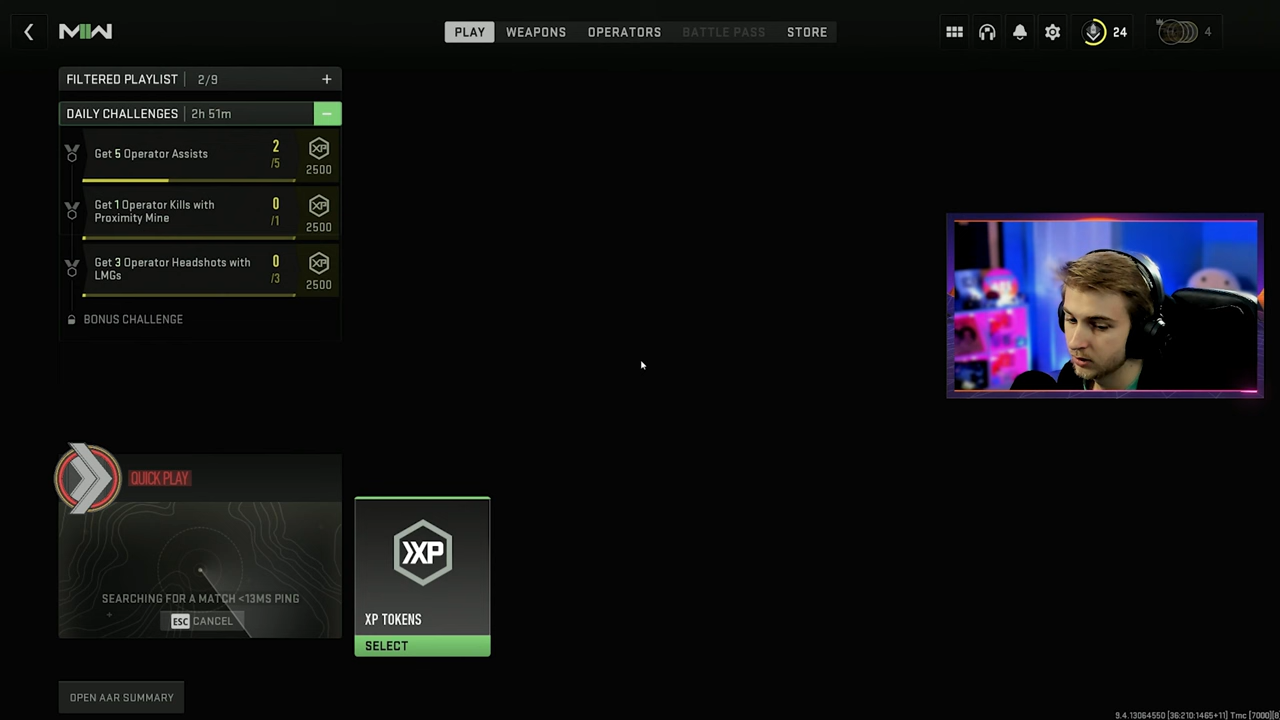 MW
PLAY
WEAPONS
OPERATORS
BATTLE PASS
STORE
24
4
FILTERED PLAYLIST | 2/9
DAILY CHALLENGES | 2h 51m
Get 5 Operator Assists
2
/5
XP
2500
Get 1 Operator Kills with
Proximity Mine
0
/1
XP
2500
Get 3 Operator Headshots with
LMGs
0
/3
XP
2500
BONUS CHALLENGE
QUICK PLAY
SEARCHING FOR A MATCH <13MS PING
ESC CANCEL
XP
XP TOKENS
SELECT
OPEN AAR SUMMARY